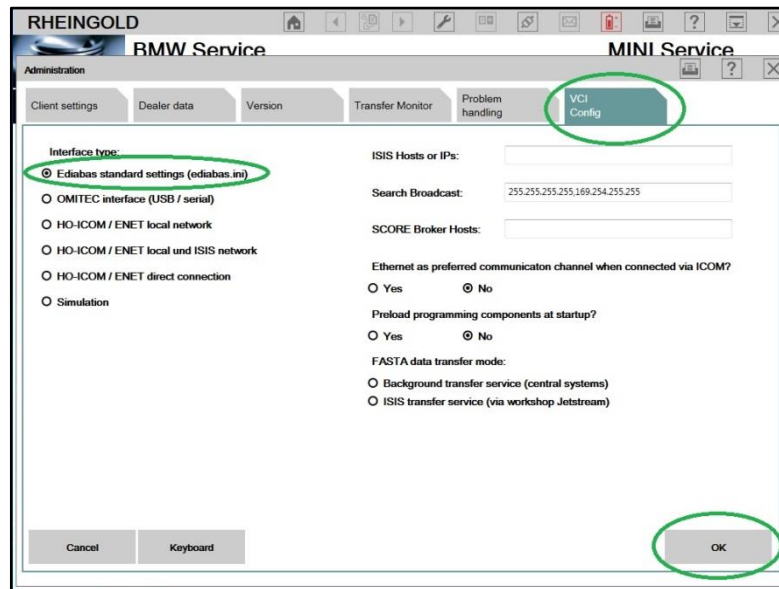 RHEINGOLD
?
BMW Service
MINI Service
Administration
?
Client settings
Dealer data
Version
Transfer Monitor
Problem
handling
VCI
Config
Interface type:
Ediabas standard settings (ediabas.ini)
OMITEC interface (USB / serial)
HO-ICOM / ENET local network
HO-ICOM / ENET local und ISIS network
HO-ICOM / ENET direct connection
Simulation
ISIS Hosts or IPs:
Search Broadcast: 255.255.255.255,169.254.255.255
SCORE Broker Hosts:
Ethernet as preferred communicaton channel when connected via ICOM?
Yes No
Preload programming components at startup?
Yes No
FASTA data transfer mode:
Background transfer service (central systems)
ISIS transfer service (via workshop Jetstream)
Cancel
Keyboard
OK